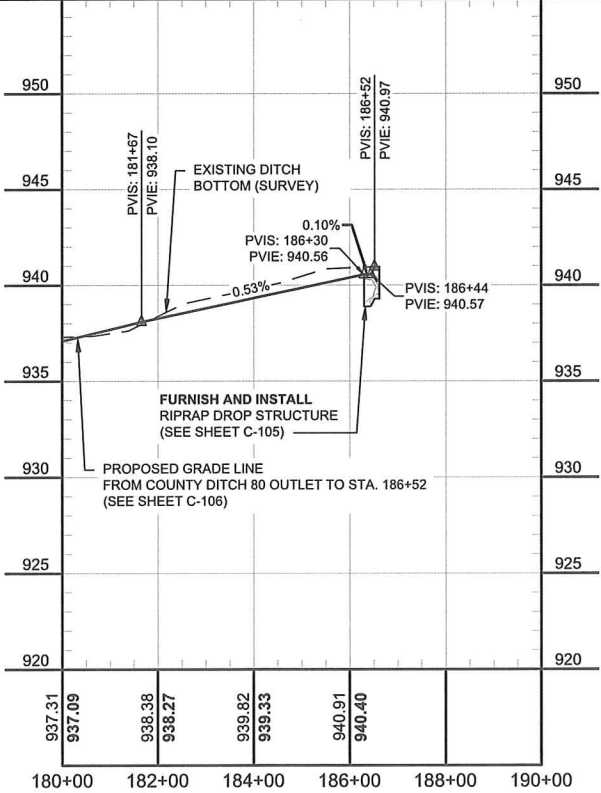 950
945
940
935
930
925
920
PVIS: 181+67
PVIE: 938.10
EXISTING DITCH
BOTTOM (SURVEY)
0.53%
0.10%
PVIS: 186+30
PVIE: 940.56
PVIS: 186+52
PVIE: 940.97
PVIS: 186+44
PVIE: 940.57
FURNISH AND INSTALL
RIPRAP DROP STRUCTURE
(SEE SHEET C-105)
PROPOSED GRADE LINE
FROM COUNTY DITCH 80 OUTLET TO STA. 186+52
(SEE SHEET C-106)
950
945
940
935
930
925
920
937.31
937.09
938.38
938.27
939.82
939.33
940.91
940.40
180+00 182+00 184+00 186+00 188+00 190+00